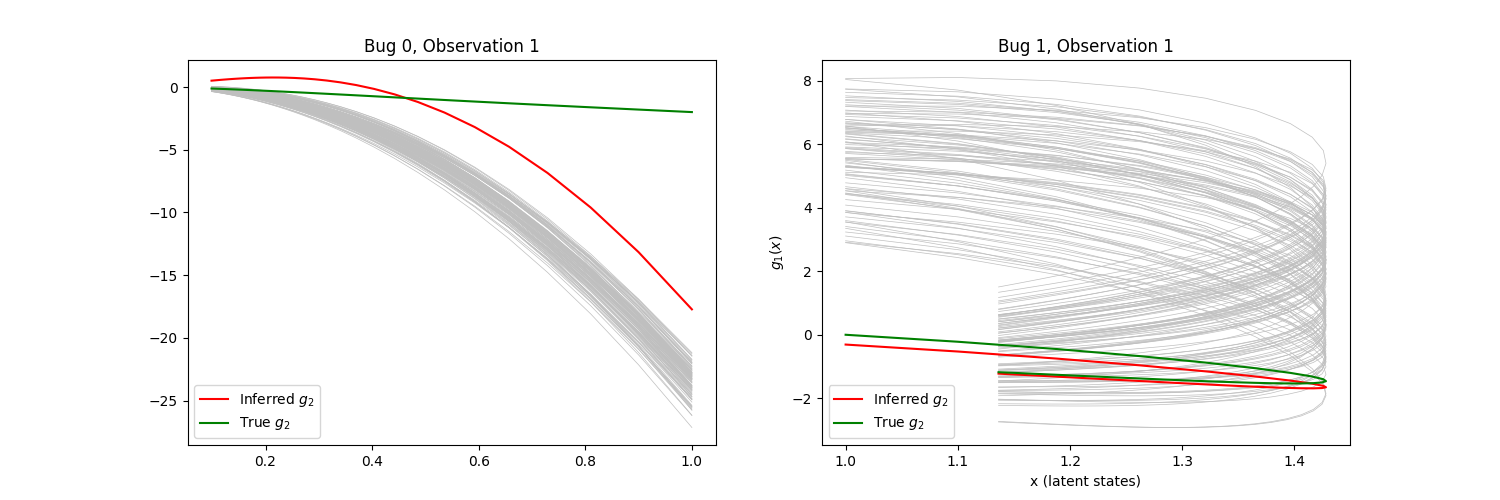 Bug 0, Observation 1
0
−5
−10
−15
−20
−25
0.2
0.4
0.6
0.8
1.0
Inferred g₂
True g₂
Bug 1, Observation 1
g₁(x)
8
6
4
2
0
−2
1.0
1.1
1.2
1.3
1.4
x (latent states)
Inferred g₂
True g₂